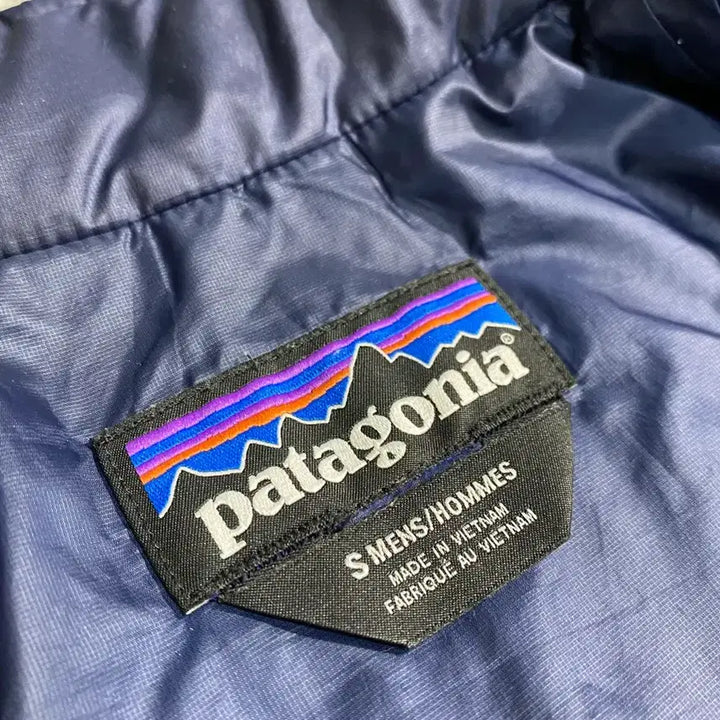 patagonia®
S MENS/HOMMES
MADE IN VIETNAM
FABRIQUÉ AU VIETNAM